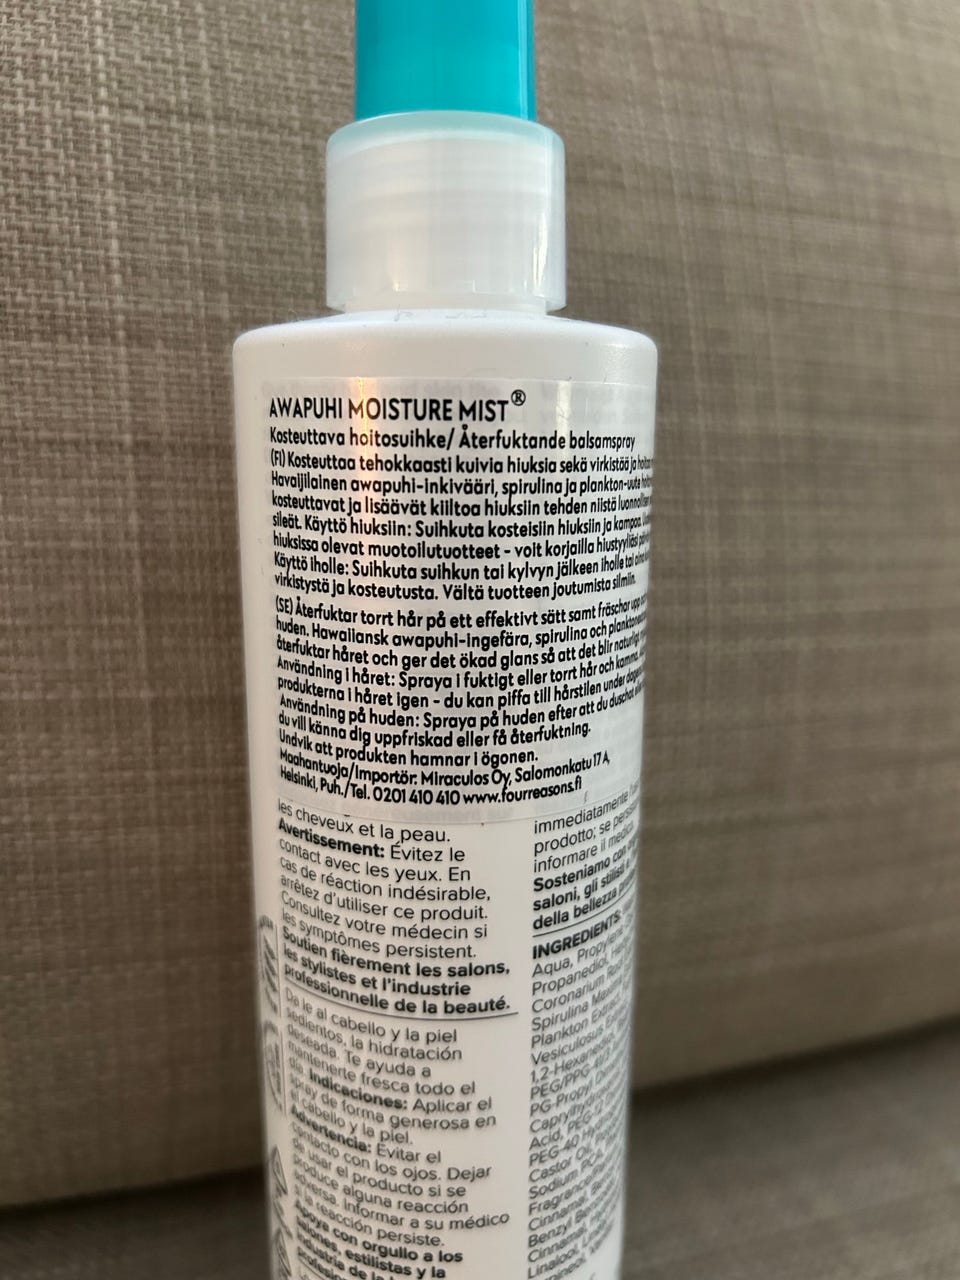 AWAPUHI MOISTURE MIST®
Kosteuttava hoitosuihke/ Återfuktande balsamspray
(FI) Kosteuttaa tehokkaasti kuivia hiuksia sekä virkistää ja
Havaijilainen awapuhi-inkivääri, spirulina ja plankton-uute
kosteuttavat ja lisäävät kiiltoa hiuksiin tehden niistä
sileät. Käyttö hiuksiin: Suihkuta kosteisiin hiuksiin ja kampaa.
hiuksissa olevat muotoilutuotteet - voit korjailla hiustyyliäsi
Käyttö iholle: Suihkuta suihkun tai kylvyn jälkeen iholle tai aina
virkistystä ja kosteutusta. Vältä tuotteen joutumista silmiin.
(SE) Återfuktar torrt hår på ett effektivt sätt samt fräschar upp
huden. Hawaiiansk awapuhi-ingefära, spirulina och
återfuktar håret och ger det ökad glans så att det blir naturligt
Användning i håret: Spraya i fuktigt eller torrt hår och kamma.
produkterna i håret igen - du kan piffa till hårstilen under dagen.
Användning på huden: Spraya på huden efter att du duschat
du vill känna dig uppfriskad eller få återfuktning.
Undvik att produkten hamnar i ögonen.
Maahantuoja/Importör: Miraculos Oy, Salomonkatu 17 A,
Helsinki, Puh./Tel. 0201 410 410 www.fourreasons.fi
les cheveux et la peau.
Avertissement: Évitez le
contact avec les yeux. En
cas de réaction indésirable,
arrêtez d'utiliser ce produit.
Consultez votre médecin si
les symptômes persistent.
Soutien fièrement les salons,
les stylistes et l'industrie
professionnelle de la beauté.
Da le al cabello y la piel
sedientos, la hidratación
deseada. Te ayuda a
mantenerte fresca todo el
día. Indicaciones: Aplicar el
spray de forma generosa en
el cabello y la piel.
Advertencia: Evitar el
contacto con los ojos. Dejar
de usar el producto si se
produce alguna reacción
adversa. Informar a su médico
si la reacción persiste.
Apoya con orgullo a los
salones, estilistas y la
industria de la
immediatamente
prodotto; se
informare il medico.
Sosteniamo con
saloni, gli stilisti
della bellezza
INGREDIENTS:
Aqua,
Propanediol,
Coronarium
Spirulina
Plankton Extract,
Vesiculosus
1,2-Hexanediol,
PEG/PPG
PG-Propyl
Acid, PEG-12
PEG-40
Castor Oil,
Sodium PCA,
Fragrance
Cinnamal,
Benzyl
Cinnamal,
Linalool,